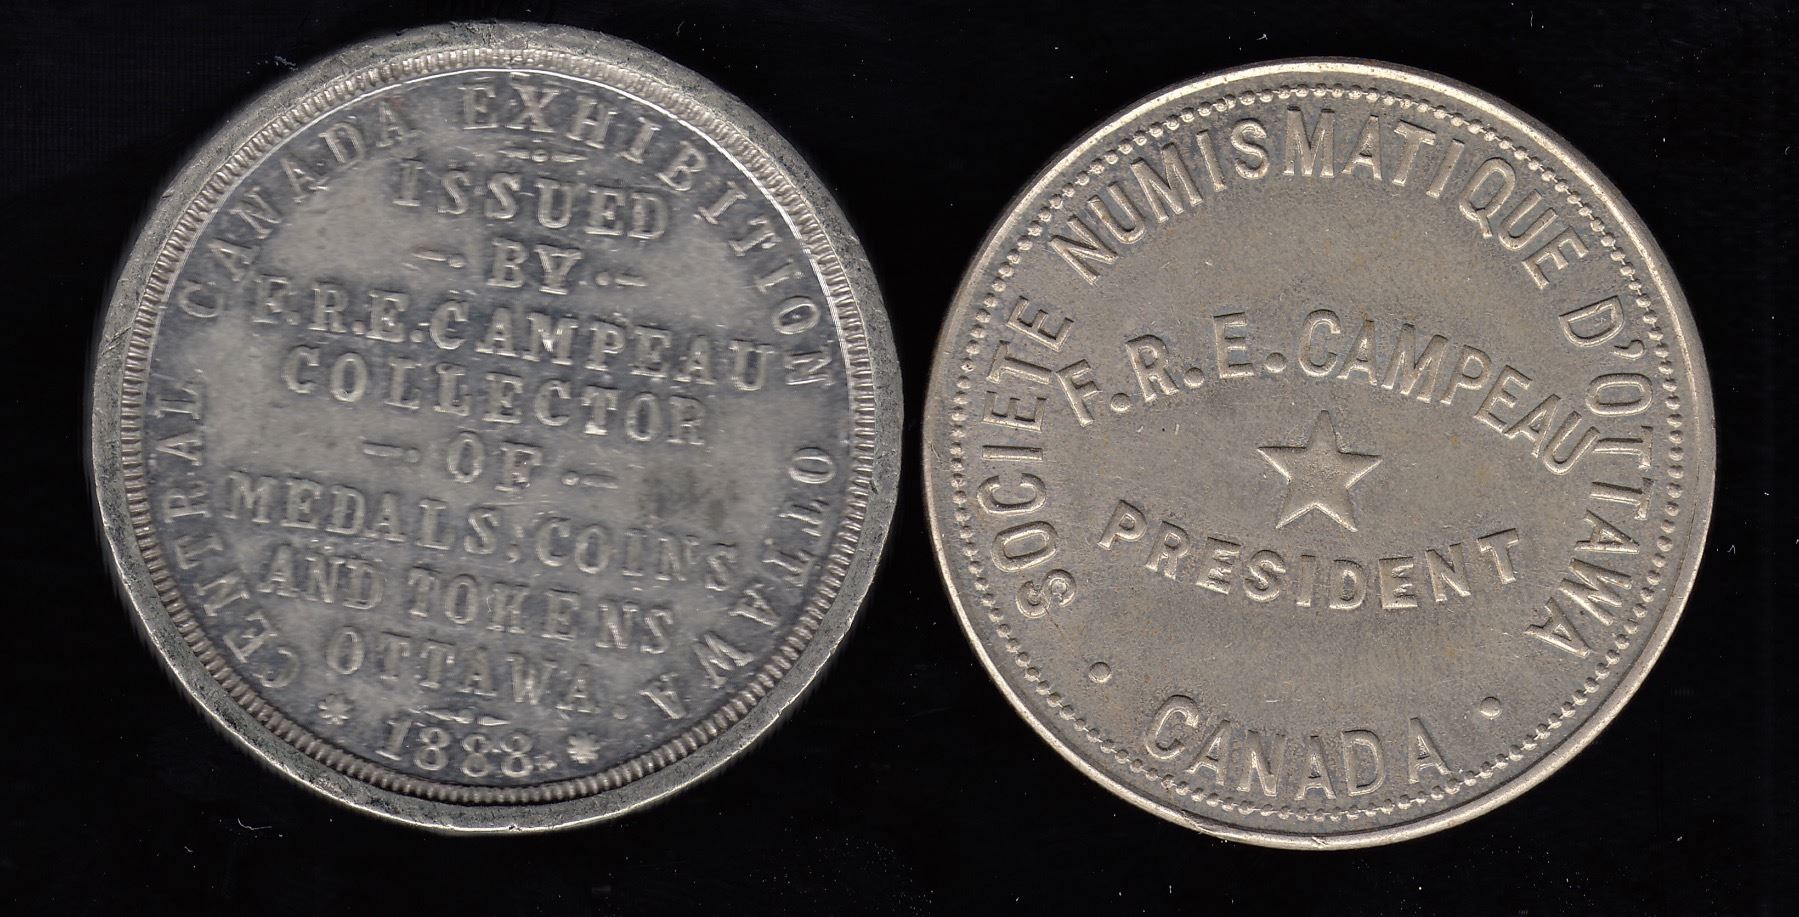 CENTRAL CANADA EXHIBITION OTTAWA
ISSUED
BY
F.R.E. CAMPEAU
COLLECTOR
OF
MEDALS, COINS
AND TOKENS
OTTAWA.
* 1888. *
SOCIETE NUMISMATIQUE D'OTTAWA
F.R.E. CAMPEAU
PRESIDENT
• CANADA •